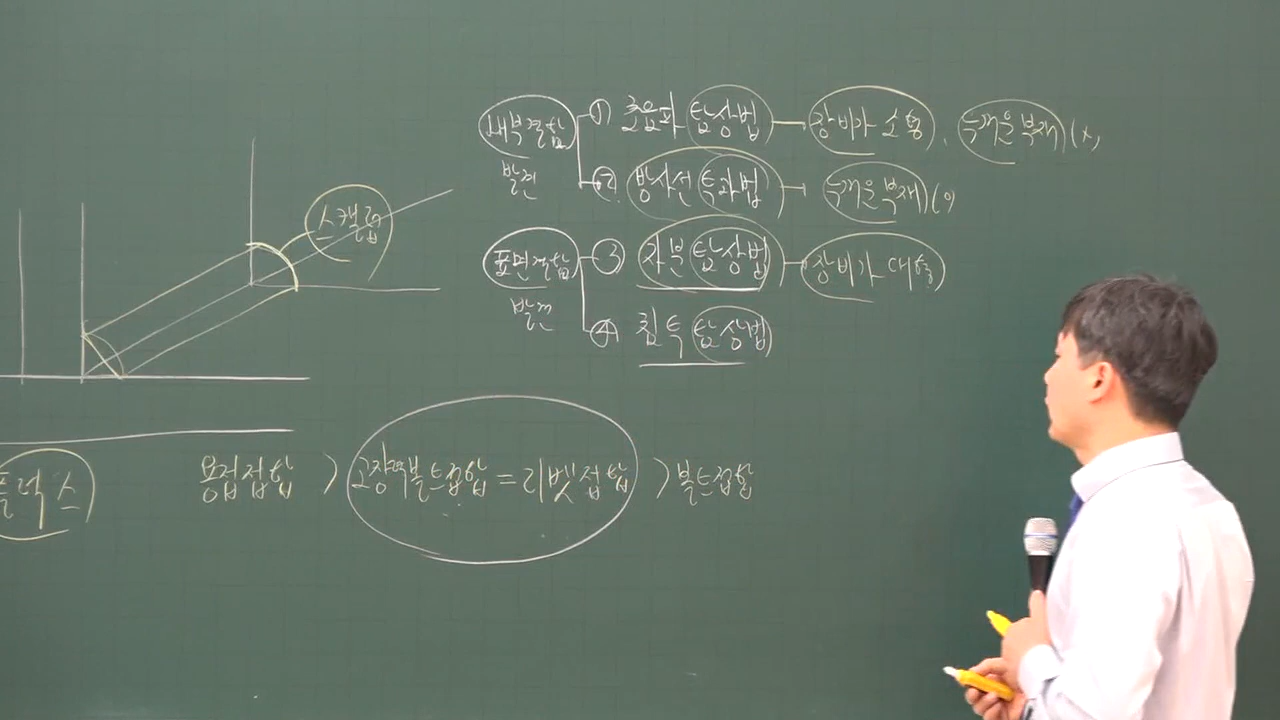 내부결함 ① 초음파 탐상법 → 장비가 소형, 두꺼운 부재(X)
발견 ② 방사선 투과법 → 두꺼운 부재(O)
스캘럽
표면결함 ③ 자분 탐상법 → 장비가 대형
발견 ④ 침투 탐상법
플럭스
용접접합 > 고장력볼트접합 = 리벳접합 > 볼트접합